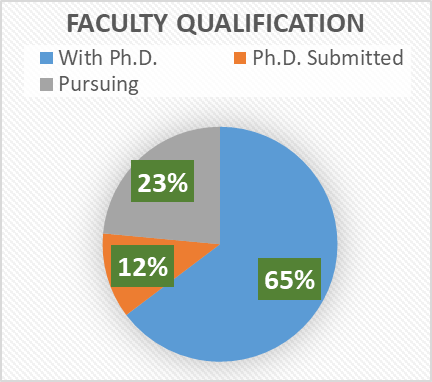 FACULTY QUALIFICATION
With Ph.D. Ph.D. Submitted
Pursuing
23%
12%
65%